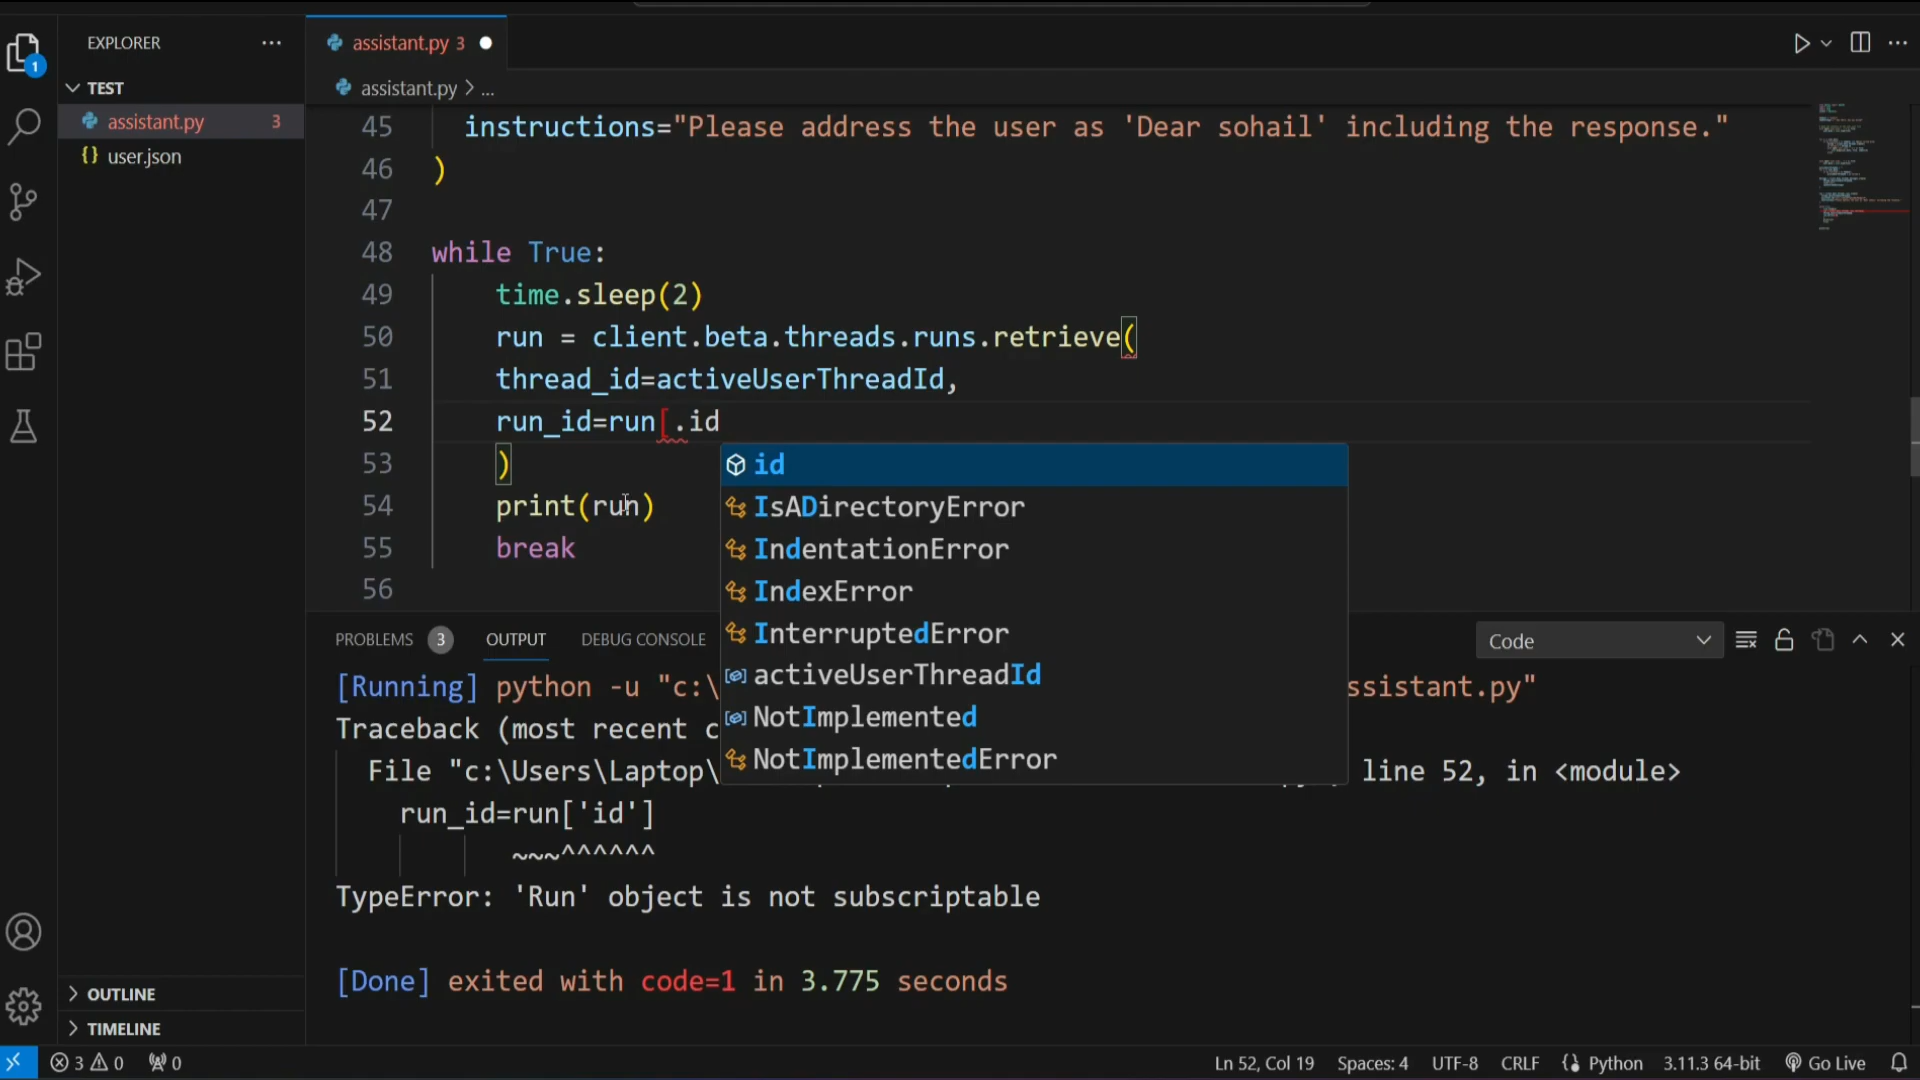 EXPLORER
TEST
assistant.py 3
user.json
OUTLINE
TIMELINE
1
assistant.py 3
assistant.py > ...
45 instructions="Please address the user as 'Dear sohail' including the response."
46 )
47
48 while True:
49 time.sleep(2)
50 run = client.beta.threads.runs.retrieve(
51 thread_id=activeUserThreadId,
52 run_id=run[.id
53 )
54 print(run)
55 break
56
id
IsADirectoryError
IndentationError
IndexError
InterruptedError
activeUserThreadId
NotImplemented
NotImplementedError
PROBLEMS 3 OUTPUT DEBUG CONSOLE Code
[Running] python -u "c:\ ssistant.py"
Traceback (most recent c
File "c:\Users\Laptop\ line 52, in <module>
run_id=run['id']
~~~^^^^^^
TypeError: 'Run' object is not subscriptable
[Done] exited with code=1 in 3.775 seconds
3 0 0 Ln 52, Col 19 Spaces: 4 UTF-8 CRLF Python 3.11.3 64-bit Go Live